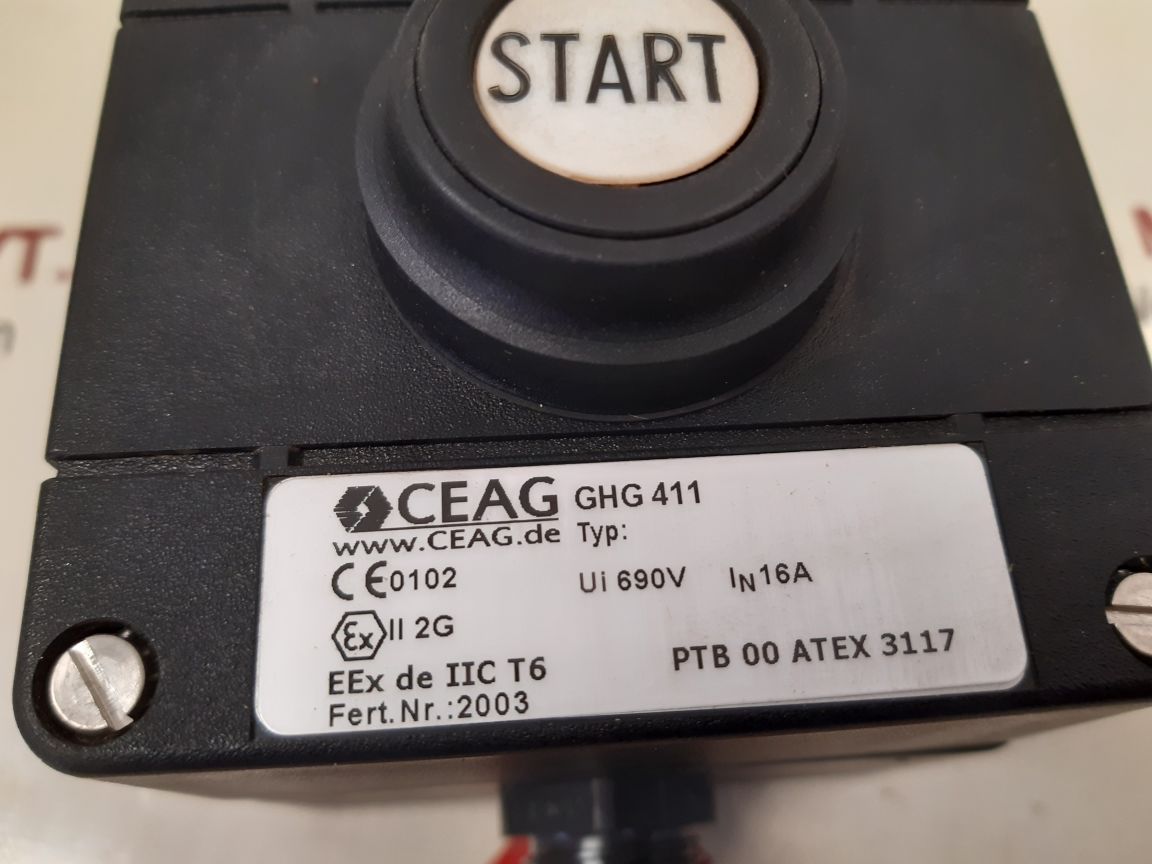 START
CEAG GHG 411
www.CEAG.de Typ:
CE0102 Ui 690V IN16A
Ex II 2G
PTB 00 ATEX 3117
EEx de IIC T6
Fert.Nr.:2003